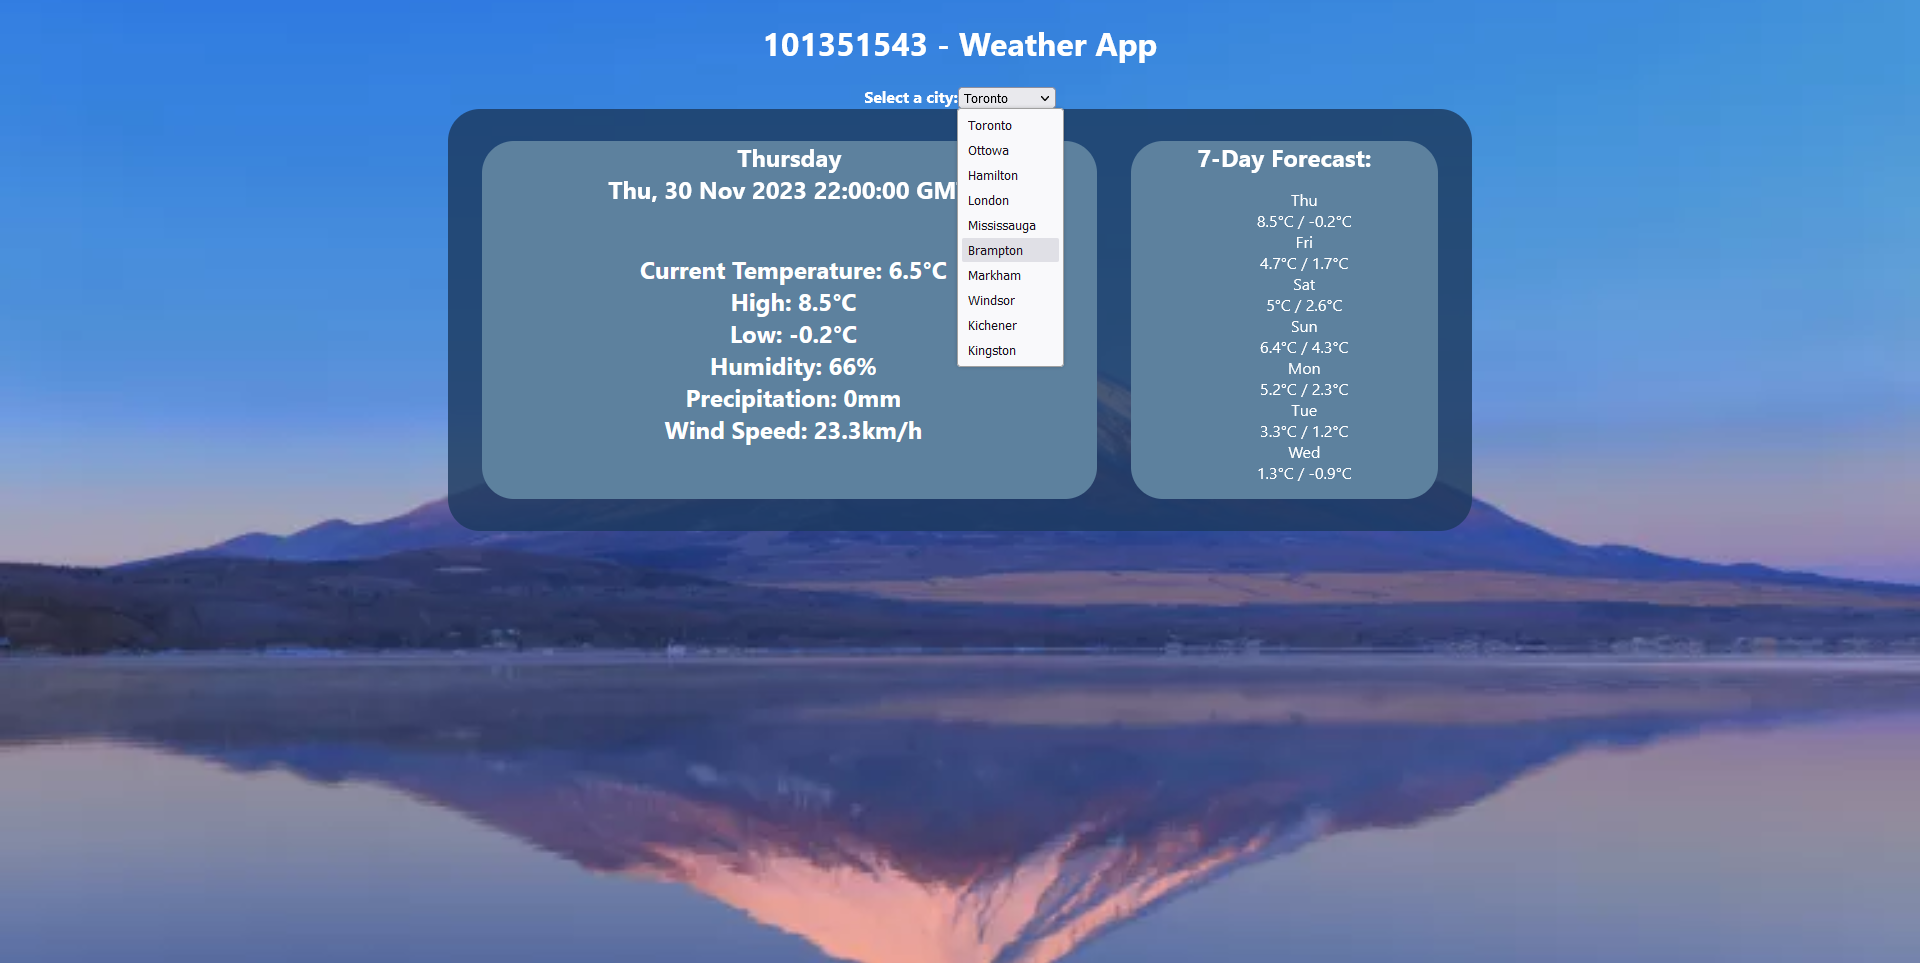 101351543 - Weather App
Select a city: Toronto
Toronto
Ottowa
Hamilton
London
Mississauga
Brampton
Markham
Windsor
Kichener
Kingston
Thursday
Thu, 30 Nov 2023 22:00:00 GM
Current Temperature: 6.5°C
High: 8.5°C
Low: -0.2°C
Humidity: 66%
Precipitation: 0mm
Wind Speed: 23.3km/h
7-Day Forecast:
Thu
8.5°C / -0.2°C
Fri
4.7°C / 1.7°C
Sat
5°C / 2.6°C
Sun
6.4°C / 4.3°C
Mon
5.2°C / 2.3°C
Tue
3.3°C / 1.2°C
Wed
1.3°C / -0.9°C